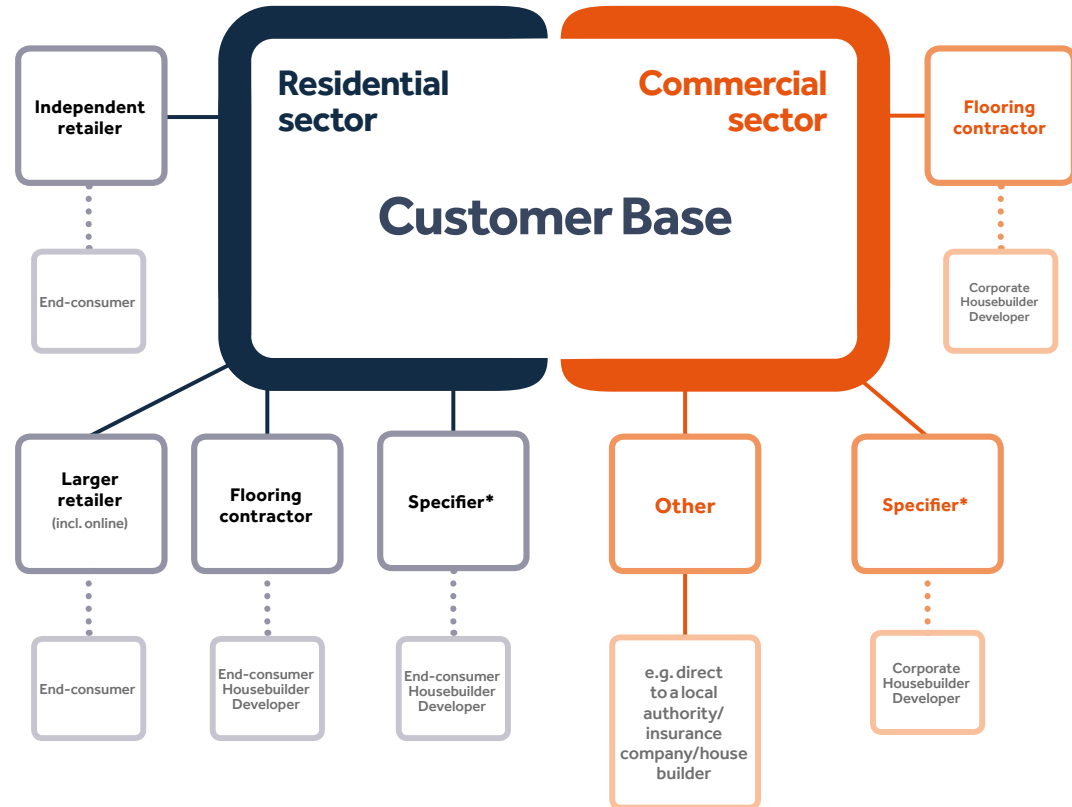 Residential
sector
Commercial
sector
Customer Base
Independent
retailer
End-consumer
Flooring
contractor
Corporate
Housebuilder
Developer
Larger
retailer
(incl. online)
End-consumer
Flooring
contractor
End-consumer
Housebuilder
Developer
Specifier*
End-consumer
Housebuilder
Developer
Other
e.g. direct
to a local
authority/
insurance
company/house
builder
Specifier*
Corporate
Housebuilder
Developer